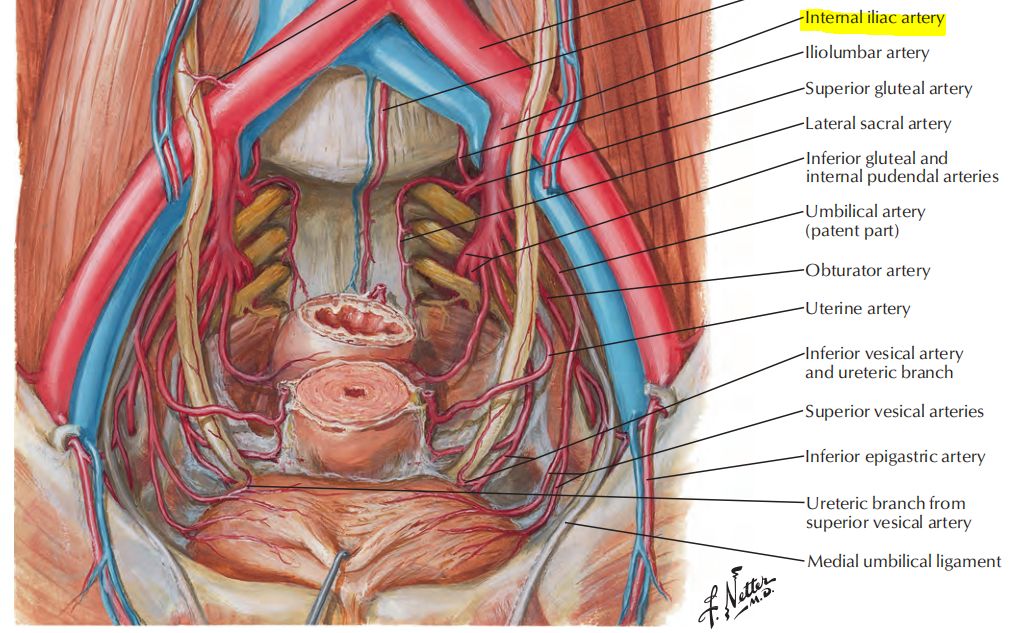 Internal iliac artery
Iliolumbar artery
Superior gluteal artery
Lateral sacral artery
Inferior gluteal and
internal pudendal arteries
Umbilical artery
(patent part)
Obturator artery
Uterine artery
Inferior vesical artery
and ureteric branch
Superior vesical arteries
Inferior epigastric artery
Ureteric branch from
superior vesical artery
Medial umbilical ligament
F. Netter
M.D.